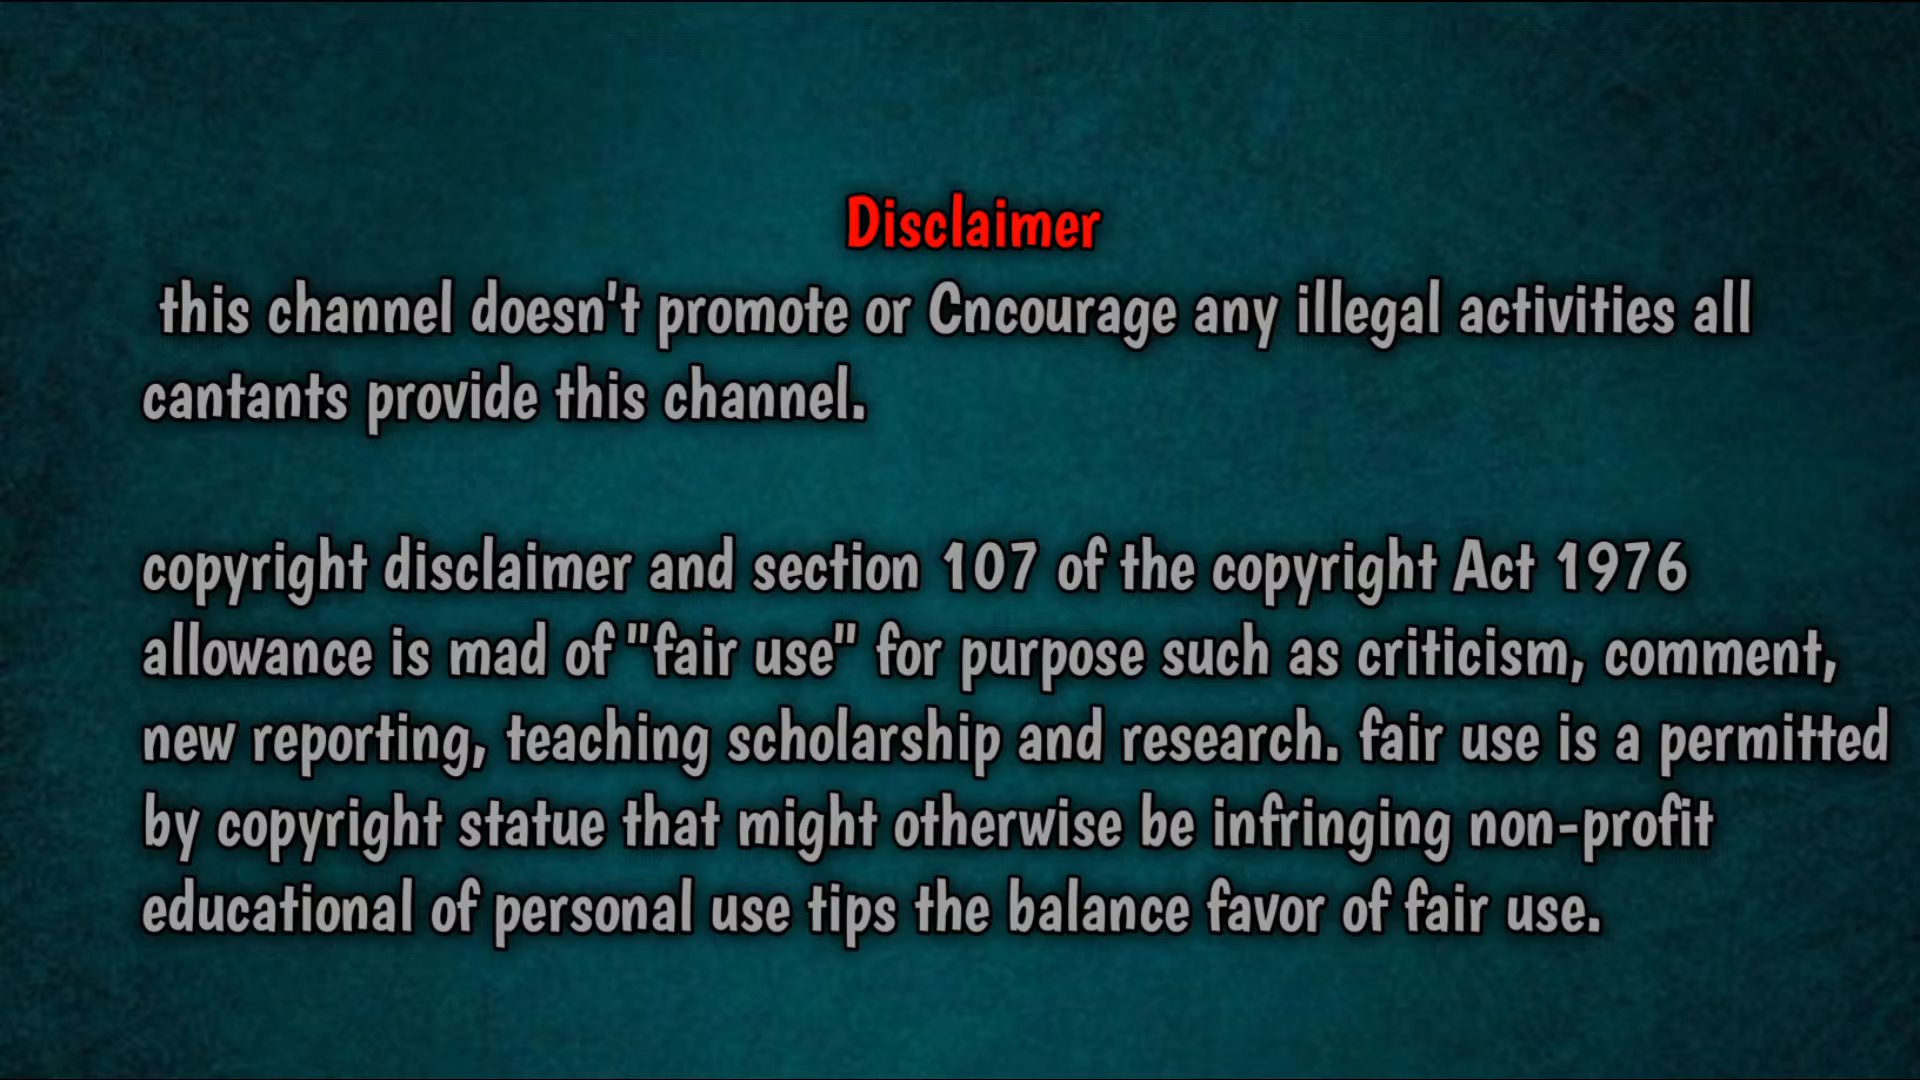 Disclaimer
this channel doesn't promote or Cncourage any illegal activities all
cantants provide this channel.
copyright disclaimer and section 107 of the copyright Act 1976
allowance is mad of "fair use" for purpose such as criticism, comment,
new reporting, teaching scholarship and research. fair use is a permitted
by copyright statue that might otherwise be infringing non-profit
educational of personal use tips the balance favor of fair use.